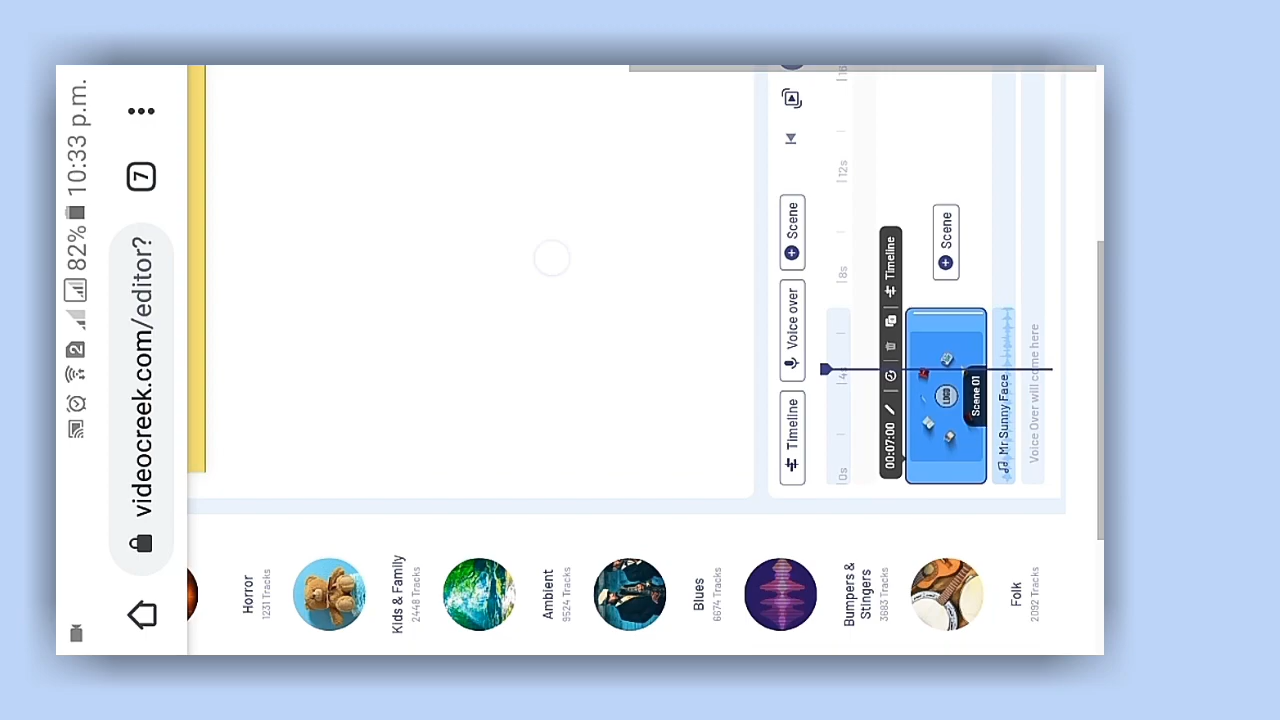 2 82% 10:33 p.m.
videocreek.com/editor? 7
Timeline Voice over Scene
0s 4s 8s 12s
00:07:00 Timeline
LOGO
Scene 01
Scene
Mr Sunny Face
Voice Over will come here
Horror
1231 Tracks
Kids & Family
2448 Tracks
Ambient
9524 Tracks
Blues
6674 Tracks
Bumpers &
Stingers
3683 Tracks
Folk
2092 Tracks